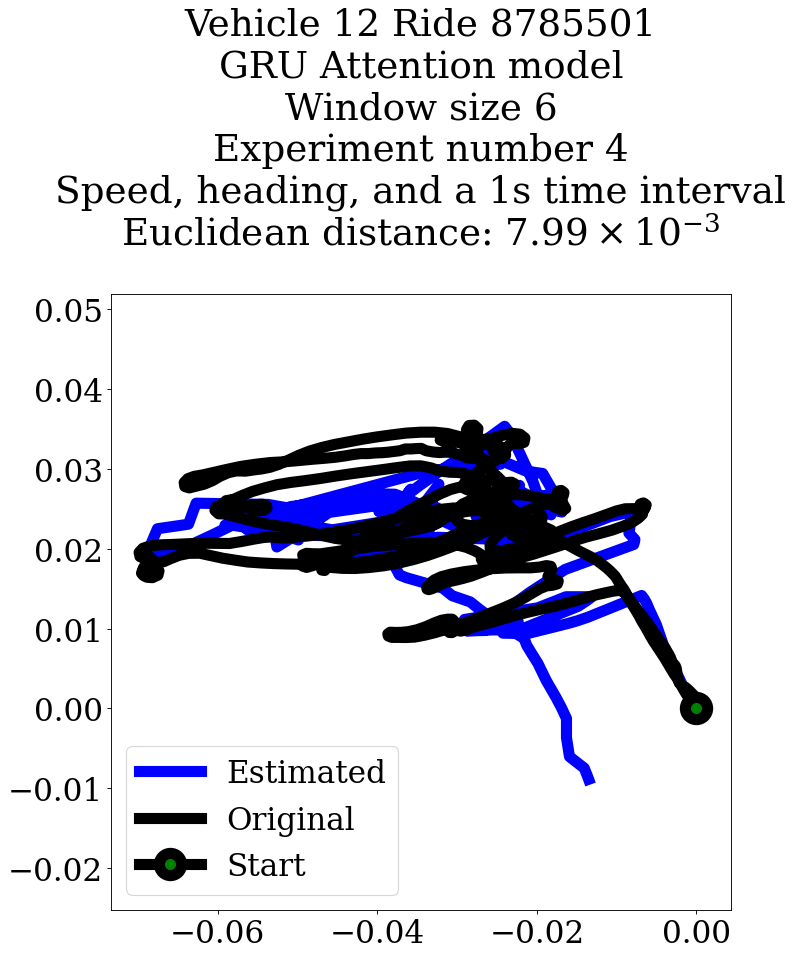 Vehicle 12 Ride 8785501
GRU Attention model
Window size 6
Experiment number 4
Speed, heading, and a 1s time interval
Euclidean distance: 7.99 × 10⁻³
0.05
0.04
0.03
0.02
0.01
0.00
−0.01
−0.02
Estimated
Original
Start
−0.06 −0.04 −0.02 0.00